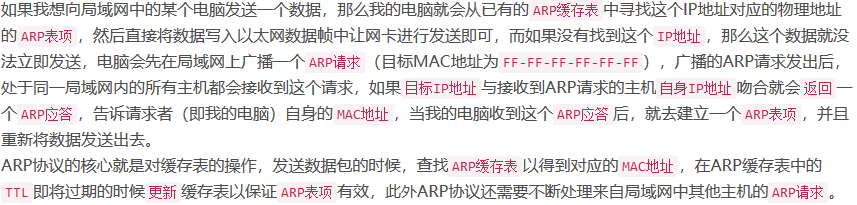 如果我想向局域网中的某个电脑发送一个数据，那么我的电脑就会从已有的 ARP缓存表 中寻找这个IP地址对应的物理地址
的 ARP表项 ，然后直接将数据写入以太网数据帧中让网卡进行发送即可，而如果没有找到这个 IP地址 ，那么这个数据就没
法立即发送，电脑会先在局域网上广播一个 ARP请求 （目标MAC地址为 FF-FF-FF-FF-FF-FF ），广播的ARP请求发出后，
处于同一局域网内的所有主机都会接收到这个请求，如果 目标IP地址 与接收到ARP请求的主机 自身IP地址 吻合就会 返回 一
个 ARP应答 ，告诉请求者（即我的电脑）自身的 MAC地址 ，当我的电脑收到这个 ARP应答 后，就去建立一个 ARP表项 ，并且
重新将数据发送出去。
ARP协议的核心就是对缓存表的操作，发送数据包的时候，查找 ARP缓存表 以得到对应的 MAC地址 ，在ARP缓存表中的
TTL 即将过期的时候 更新 缓存表以保证 ARP表项 有效，此外ARP协议还需要不断处理来自局域网中其他主机的 ARP请求 。